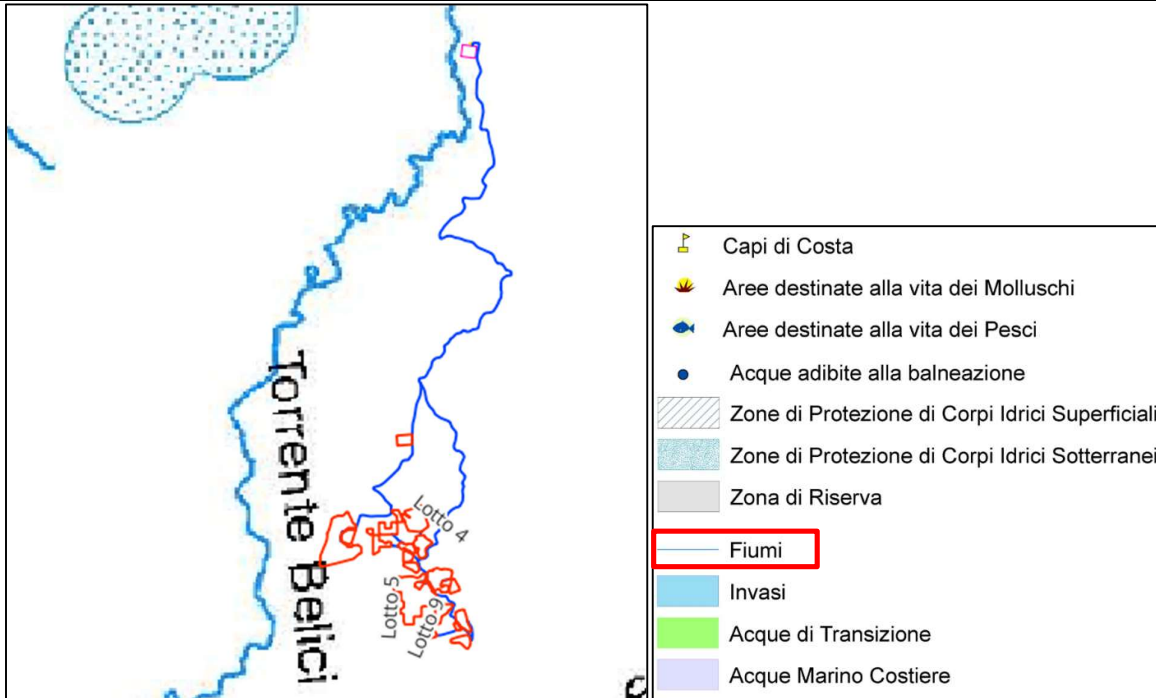 Torrente Belici
Lotto 4
Lotto 5
Lotto 9
Capi di Costa
Aree destinate alla vita dei Molluschi
Aree destinate alla vita dei Pesci
Acque adibite alla balneazione
Zone di Protezione di Corpi Idrici Superficiali
Zone di Protezione di Corpi Idrici Sotterranei
Zona di Riserva
Fiumi
Invasi
Acque di Transizione
Acque Marino Costiere